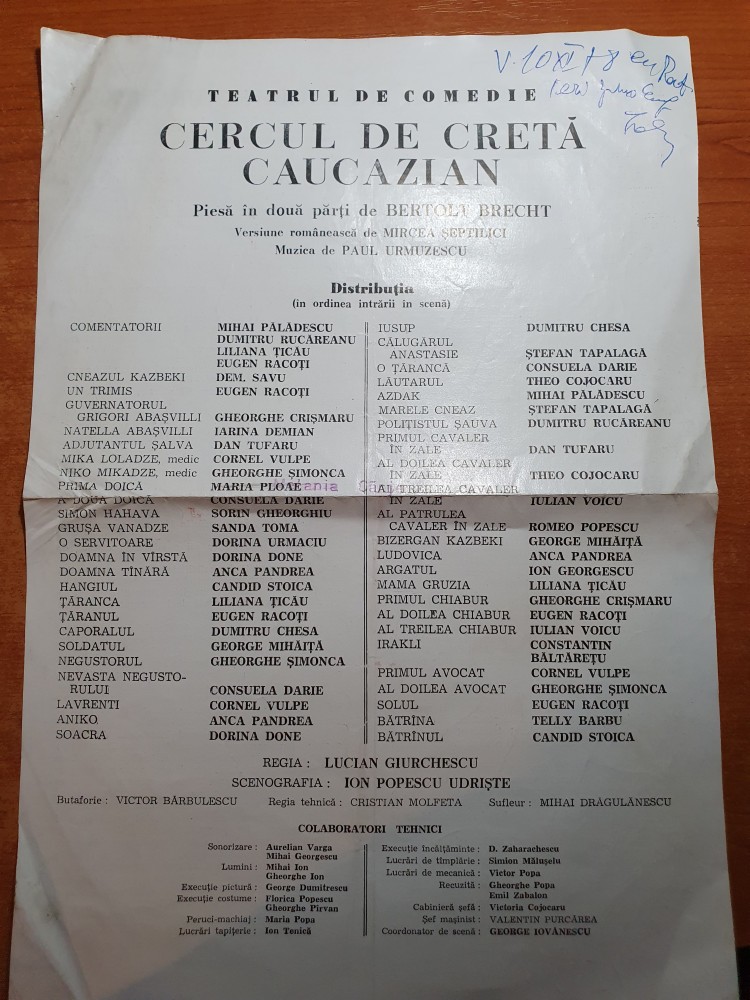 V. 10 XI 78 cu
TEATRUL DE COMEDIE
CERCUL DE CRETĂ
CAUCAZIAN
Piesă în două părți de BERTOLT BRECHT
Versiune românească de MIRCEA ȘEPTILICI
Muzica de PAUL URMUZESCU
Distribuția
(in ordinea intrării in scenă)
COMENTATORII MIHAI PĂLĂDESCU
DUMITRU RUCĂREANU
LILIANA ȚICĂU
EUGEN RACOȚI
CNEAZUL KAZBEKI DEM. SAVU
UN TRIMIS EUGEN RACOȚI
GUVERNATORUL
GRIGORI ABAȘVILLI GHEORGHE CRIȘMARU
NATELLA ABAȘVILLI IARINA DEMIAN
ADJUTANTUL ȘALVA DAN TUFARU
MIKA LOLADZE, medic CORNEL VULPE
NIKO MIKADZE, medic GHEORGHE ȘIMONCA
PRIMA DOICĂ MARIA PLOAE
A DOUA DOICĂ CONSUELA DARIE
SIMON HAHAVA SORIN GHEORGHIU
GRUȘA VANADZE SANDA TOMA
O SERVITOARE DORINA URMACIU
DOAMNA ÎN VÎRSTĂ DORINA DONE
DOAMNA TÎNĂRĂ ANCA PANDREA
HANGIUL CANDID STOICA
ȚĂRANCA LILIANA ȚICĂU
ȚĂRANUL EUGEN RACOȚI
CAPORALUL DUMITRU CHESA
SOLDATUL GEORGE MIHĂIȚĂ
NEGUSTORUL GHEORGHE ȘIMONCA
NEVASTA NEGUSTO-
RULUI CONSUELA DARIE
LAVRENTI CORNEL VULPE
ANIKO ANCA PANDREA
SOACRA DORINA DONE
IUSUP DUMITRU CHESA
CĂLUGĂRUL
ANASTASIE ȘTEFAN TAPALAGĂ
O ȚĂRANCĂ CONSUELA DARIE
LĂUTARUL THEO COJOCARU
AZDAK MIHAI PĂLĂDESCU
MARELE CNEAZ ȘTEFAN TAPALAGĂ
POLIȚISTUL ȘAUVA DUMITRU RUCĂREANU
PRIMUL CAVALER
ÎN ZALE DAN TUFARU
AL DOILEA CAVALER
ÎN ZALE THEO COJOCARU
AL TREILEA CAVALER
ÎN ZALE IULIAN VOICU
AL PATRULEA
CAVALER ÎN ZALE ROMEO POPESCU
BIZERGAN KAZBEKI GEORGE MIHĂIȚĂ
LUDOVICA ANCA PANDREA
ARGATUL ION GEORGESCU
MAMA GRUZIA LILIANA ȚICĂU
PRIMUL CHIABUR GHEORGHE CRIȘMARU
AL DOILEA CHIABUR EUGEN RACOȚI
AL TREILEA CHIABUR IULIAN VOICU
IRAKLI CONSTANTIN
BĂLTĂREȚU
PRIMUL AVOCAT CORNEL VULPE
AL DOILEA AVOCAT GHEORGHE ȘIMONCA
SOLUL EUGEN RACOȚI
BĂTRÎNA TELLY BARBU
BĂTRÎNUL CANDID STOICA
REGIA : LUCIAN GIURCHESCU
SCENOGRAFIA : ION POPESCU UDRIȘTE
Butaforie : VICTOR BĂRBULESCU Regia tehnică : CRISTIAN MOLFETA Sufleur : MIHAI DRĂGULĂNESCU
COLABORATORI TEHNICI
Sonorizare : Aurelian Varga
Mihai Georgescu
Lumini : Mihai Ion
Gheorghe Ion
Execuție pictură : George Dumitrescu
Execuție costume : Florica Popescu
Gheorghe Pîrvan
Peruci-machiaj : Maria Popa
Lucrări tapițerie : Ion Tonică
Execuție încălțăminte : D. Zaharachescu
Lucrări de tîmplărie : Simion Mălușelu
Lucrări de mecanică : Victor Popa
Recuzită : Gheorghe Popa
Emil Zabalon
Cabinieră șefă : Victoria Cojocaru
Șef mașinist : VALENTIN PURCĂREA
Coordonator de scenă : GEORGE IOVĂNESCU